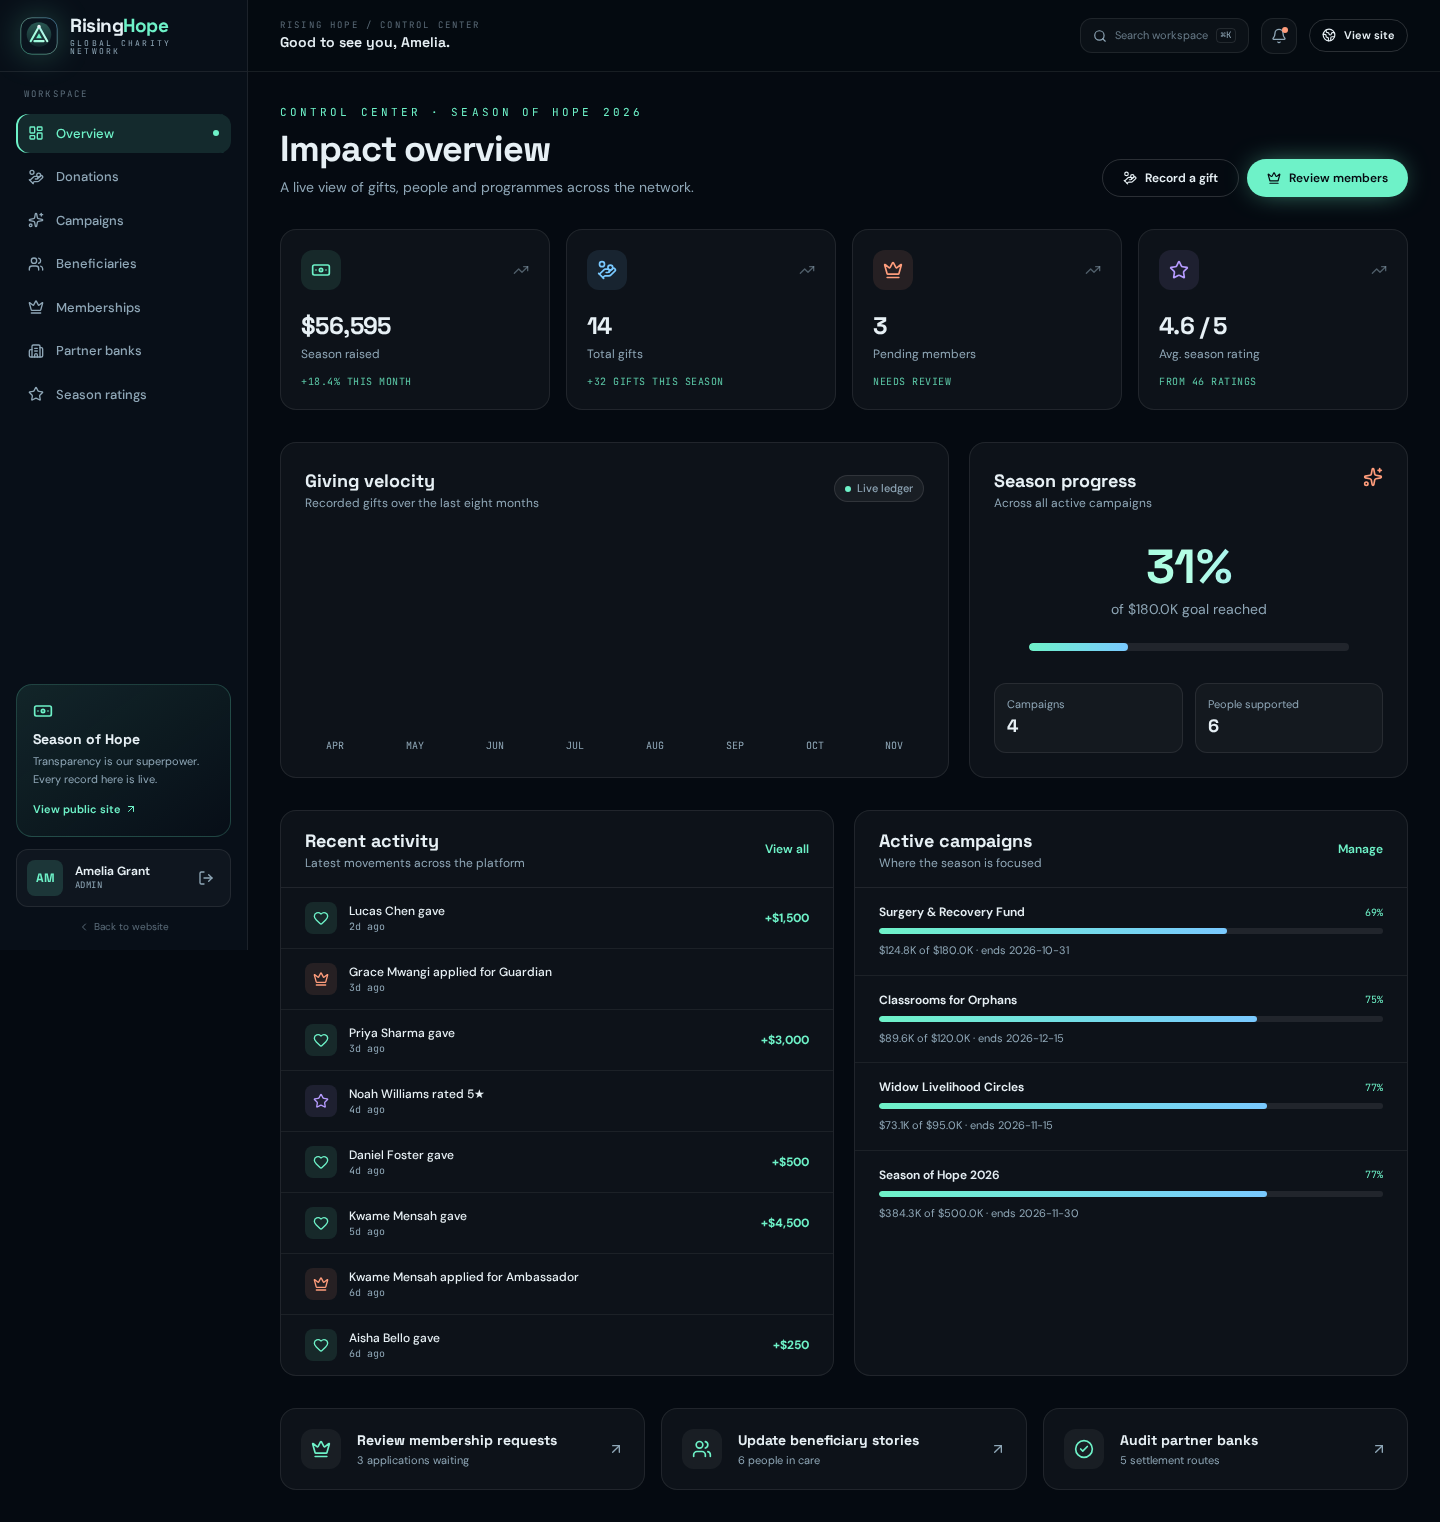 RisingHope
GLOBAL CHARITY
NETWORK
WORKSPACE
Overview
Donations
Campaigns
Beneficiaries
Memberships
Partner banks
Season ratings
Season of Hope
Transparency is our superpower.
Every record here is live.
View public site
AM
Amelia Grant
ADMIN
Back to website
RISING HOPE / CONTROL CENTER
Good to see you, Amelia.
Search workspace ⌘K
View site
CONTROL CENTER · SEASON OF HOPE 2026
Impact overview
A live view of gifts, people and programmes across the network.
Record a gift
Review members
$56,595
Season raised
+18.4% THIS MONTH
14
Total gifts
+32 GIFTS THIS SEASON
3
Pending members
NEEDS REVIEW
4.6 / 5
Avg. season rating
FROM 46 RATINGS
Giving velocity
Recorded gifts over the last eight months
Live ledger
APR MAY JUN JUL AUG SEP OCT NOV
Season progress
Across all active campaigns
31%
of $180.0K goal reached
Campaigns
4
People supported
6
Recent activity
Latest movements across the platform
View all
Lucas Chen gave
2d ago
+$1,500
Grace Mwangi applied for Guardian
3d ago
Priya Sharma gave
3d ago
+$3,000
Noah Williams rated 5★
4d ago
Daniel Foster gave
4d ago
+$500
Kwame Mensah gave
5d ago
+$4,500
Kwame Mensah applied for Ambassador
6d ago
Aisha Bello gave
6d ago
+$250
Active campaigns
Where the season is focused
Manage
Surgery & Recovery Fund
69%
$124.8K of $180.0K · ends 2026-10-31
Classrooms for Orphans
75%
$89.6K of $120.0K · ends 2026-12-15
Widow Livelihood Circles
77%
$73.1K of $95.0K · ends 2026-11-15
Season of Hope 2026
77%
$384.3K of $500.0K · ends 2026-11-30
Review membership requests
3 applications waiting
Update beneficiary stories
6 people in care
Audit partner banks
5 settlement routes